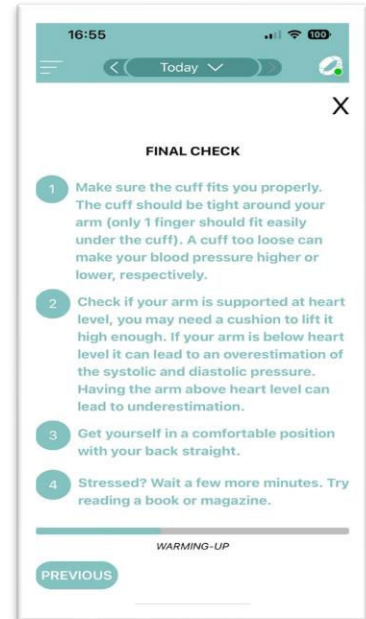 16:55
100
Today
X
FINAL CHECK
1 Make sure the cuff fits you properly.
The cuff should be tight around your
arm (only 1 finger should fit easily
under the cuff). A cuff too loose can
make your blood pressure higher or
lower, respectively.
2 Check if your arm is supported at heart
level, you may need a cushion to lift it
high enough. If your arm is below heart
level it can lead to an overestimation of
the systolic and diastolic pressure.
Having the arm above heart level can
lead to underestimation.
3 Get yourself in a comfortable position
with your back straight.
4 Stressed? Wait a few more minutes. Try
reading a book or magazine.
WARMING-UP
PREVIOUS